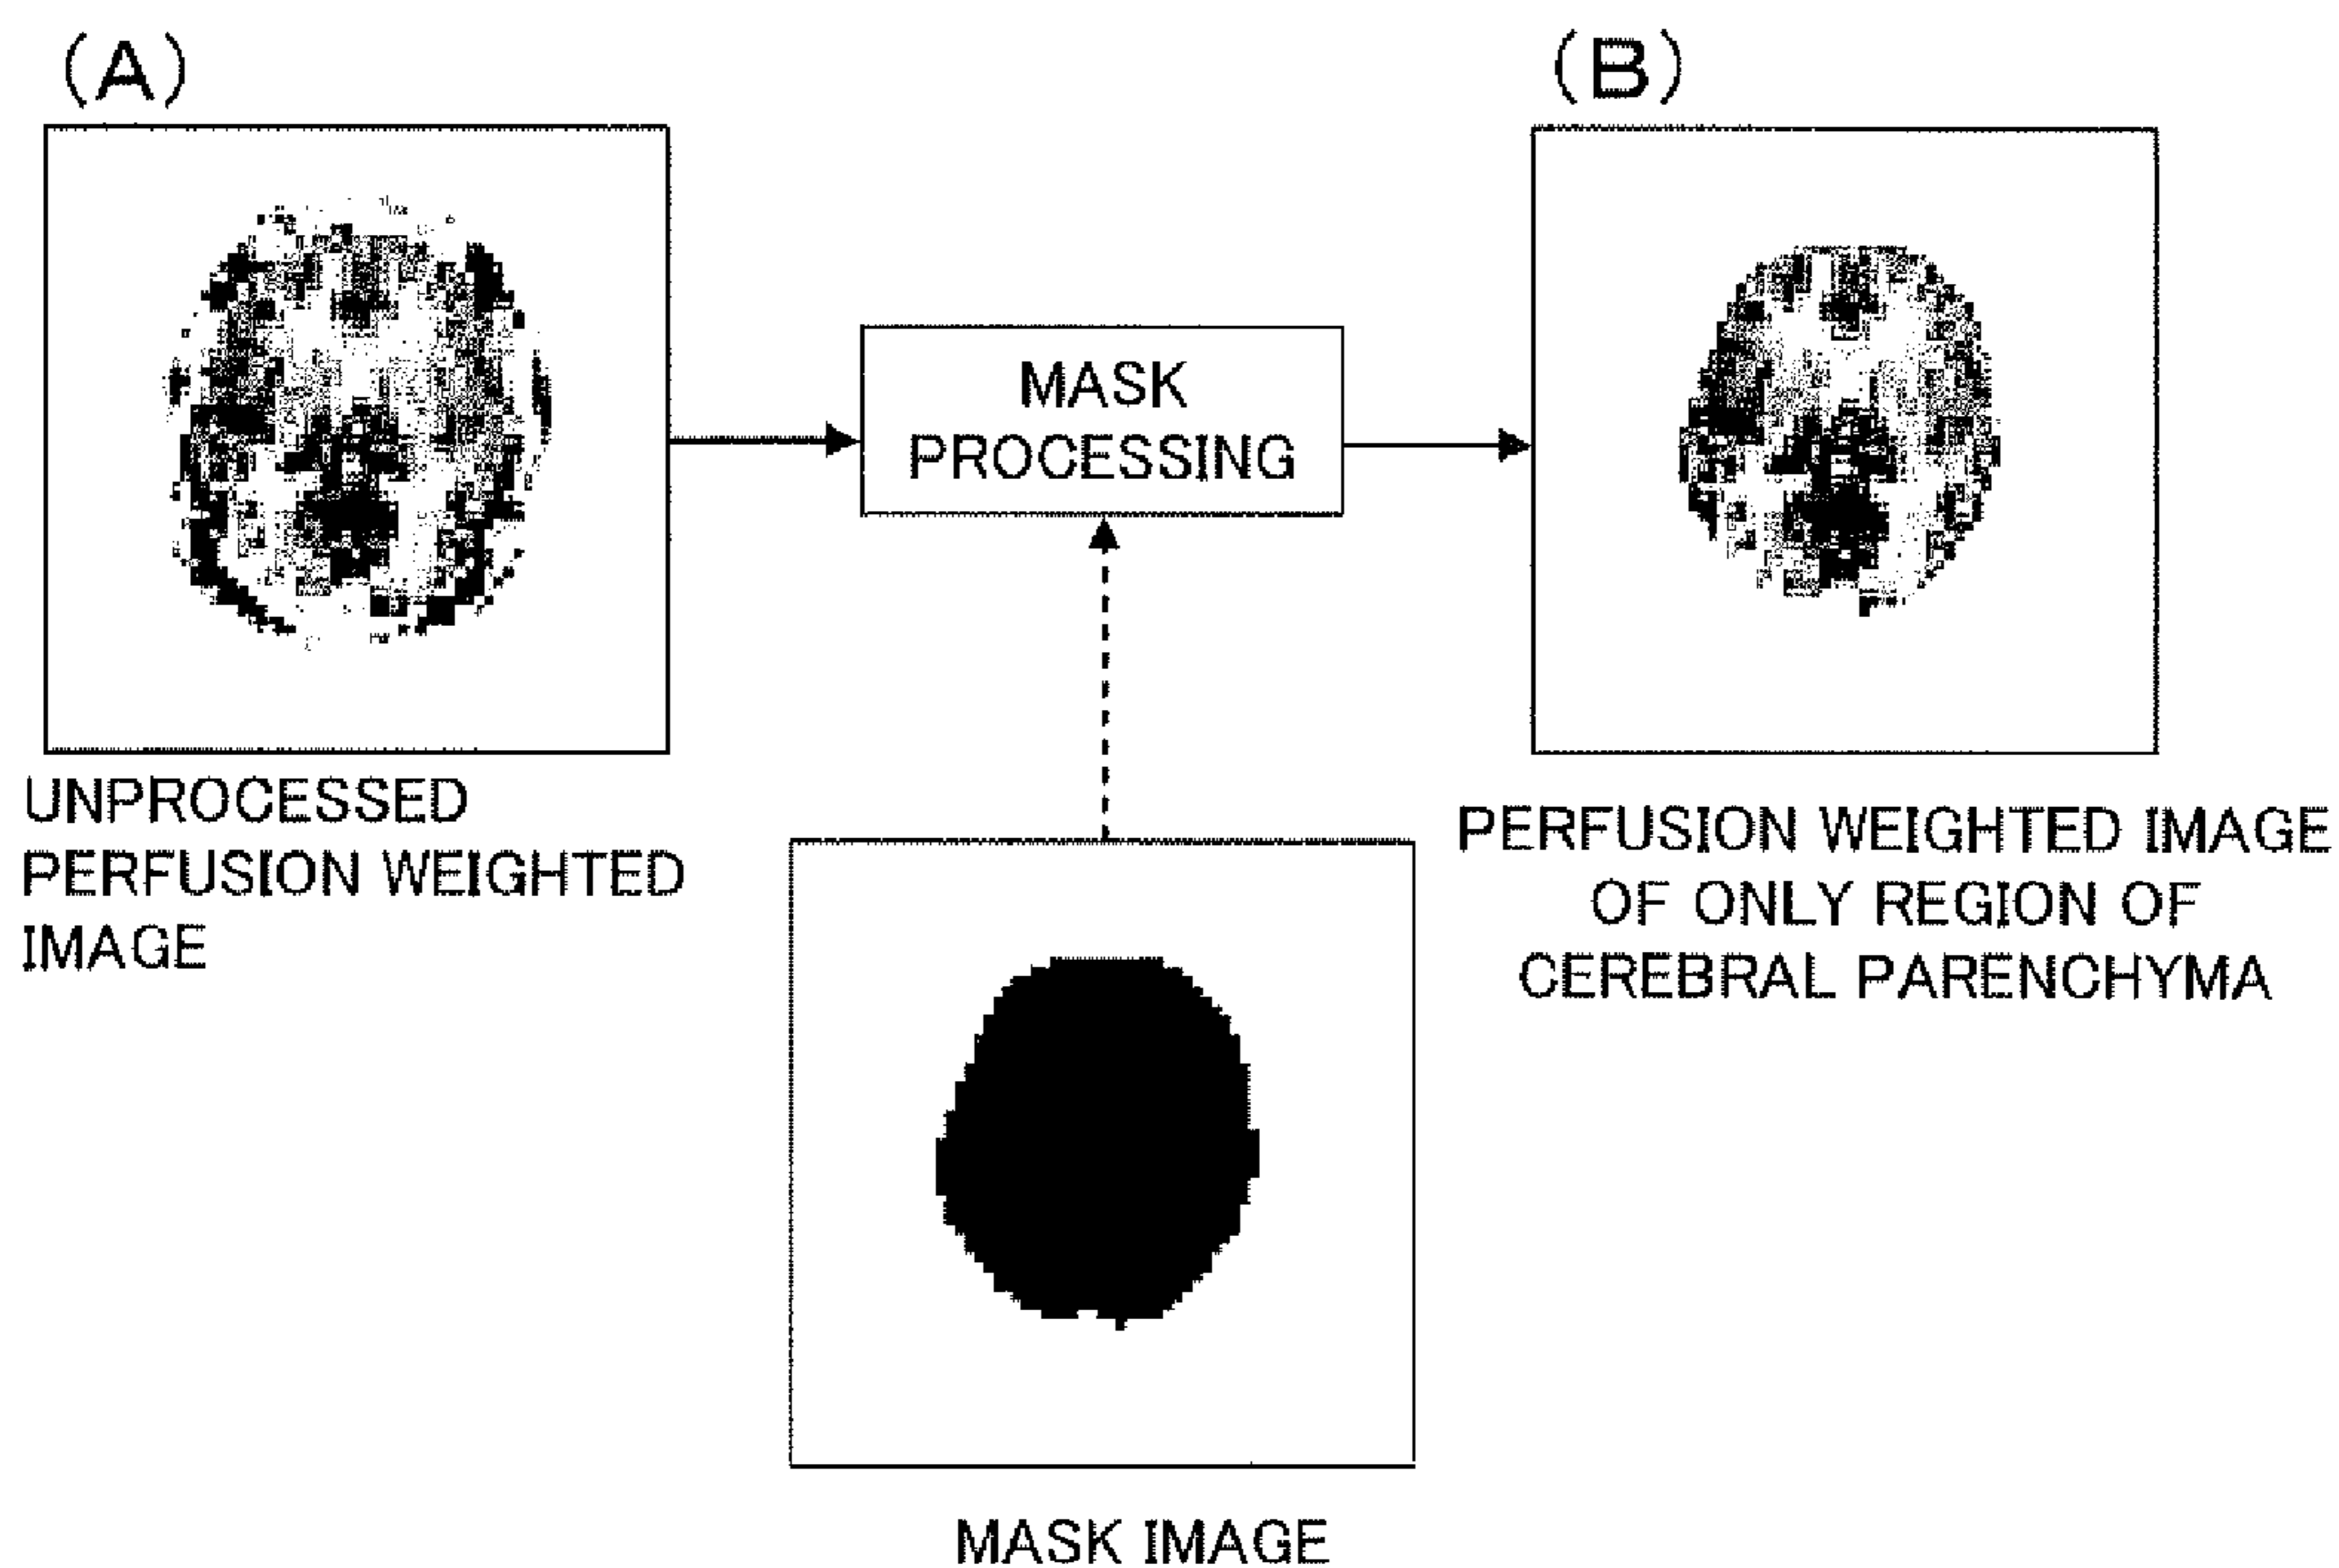 (A)
(B)
MASK
PROCESSING
UNPROCESSED
PERFUSION WEIGHTED
IMAGE
PERFUSION WEIGHTED IMAGE
OF ONLY REGION OF
CEREBRAL PARENCHYMA
MASK IMAGE